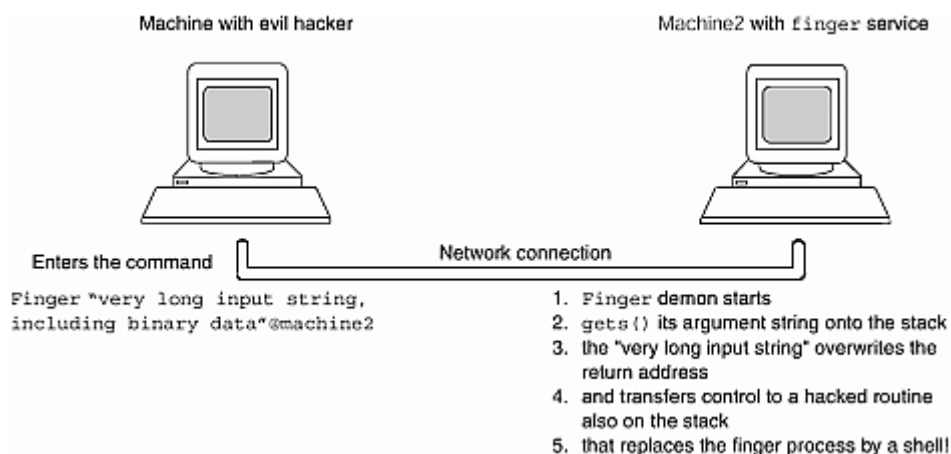 Machine with evil hacker
Machine2 with finger service
Enters the command
Network connection
Finger "very long input string,
including binary data"@machine2
1. Finger demon starts
2. gets() its argument string onto the stack
3. the "very long input string" overwrites the
return address
4. and transfers control to a hacked routine
also on the stack
5. that replaces the finger process by a shell!